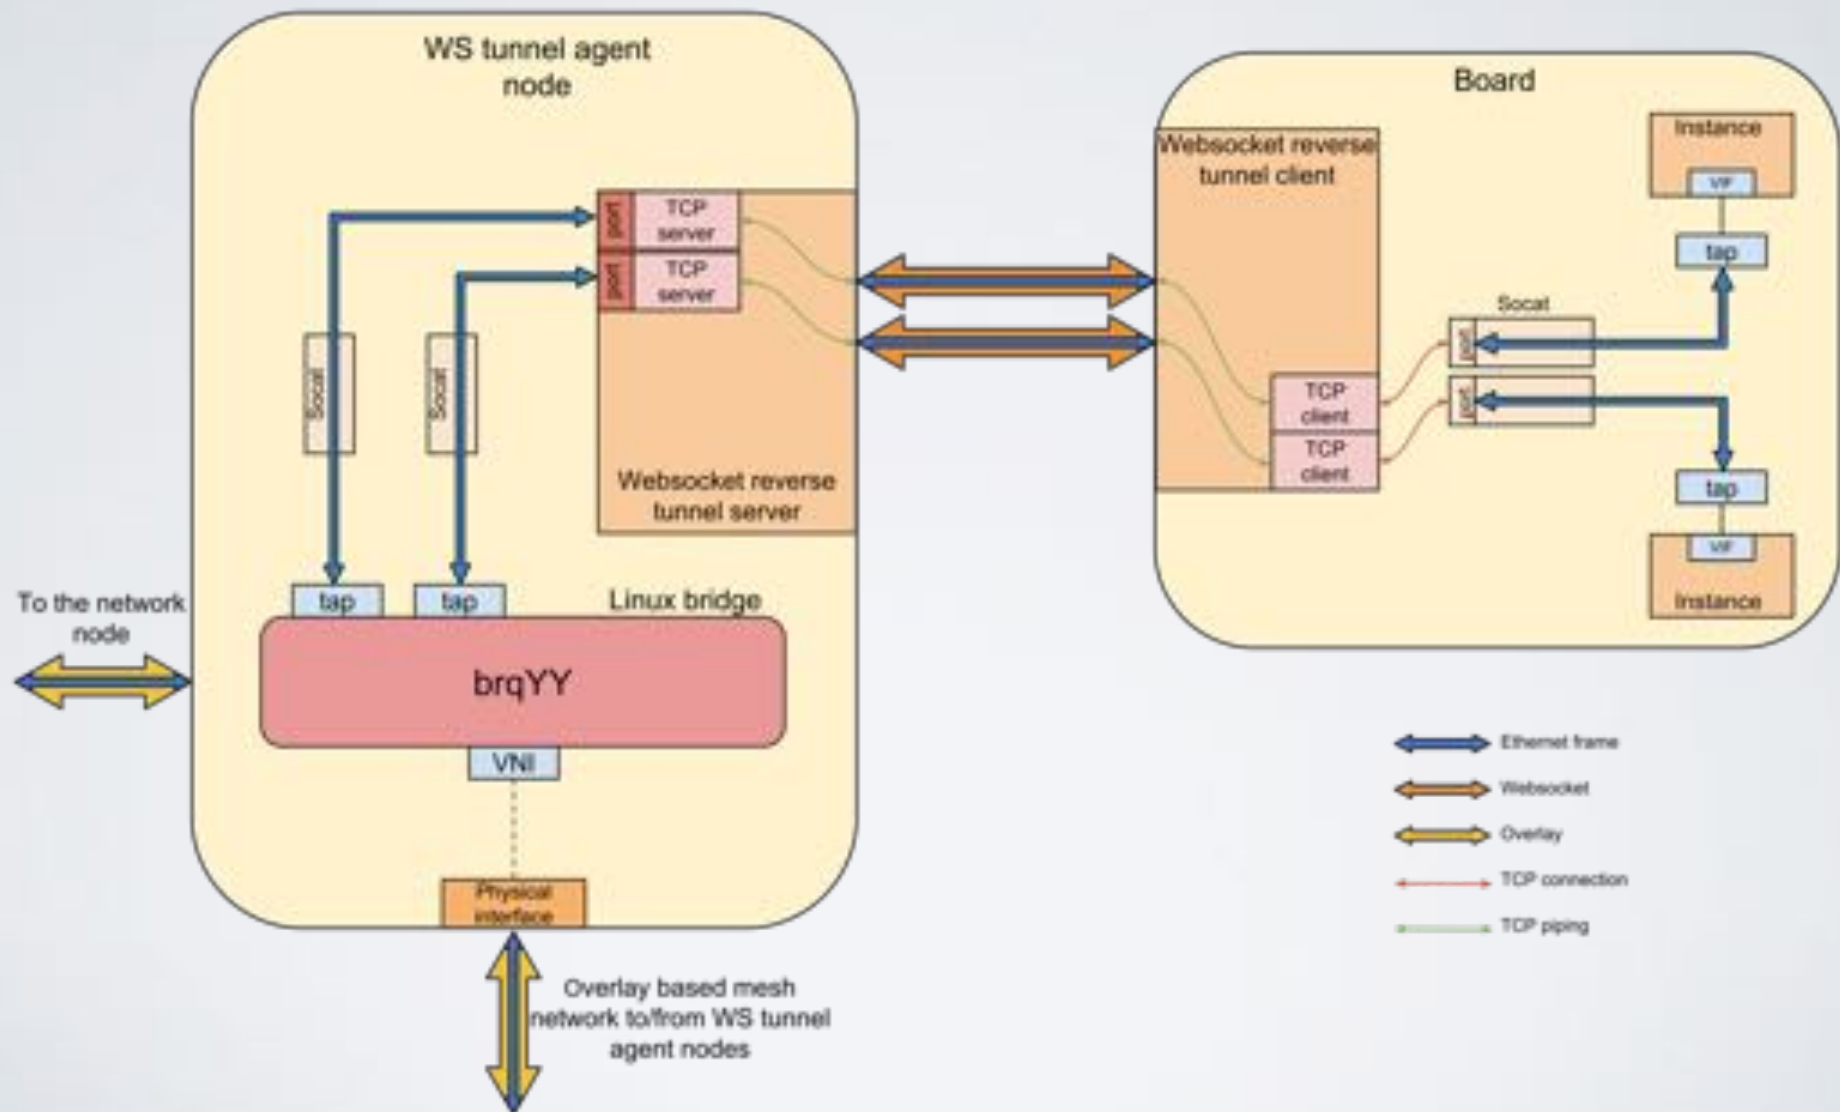 WS tunnel agent
node
port
TCP
server
port
TCP
server
Socat
Socat
Websocket reverse
tunnel server
tap
tap
Linux bridge
brqYY
VNI
Physical
interface
To the network
node
Overlay based mesh
network to/from WS tunnel
agent nodes
Board
Websocket reverse
tunnel client
TCP
client
TCP
client
Socat
port
port
Instance
VIF
tap
tap
VIF
Instance
Ethernet frame
Websocket
Overlay
TCP connection
TCP piping